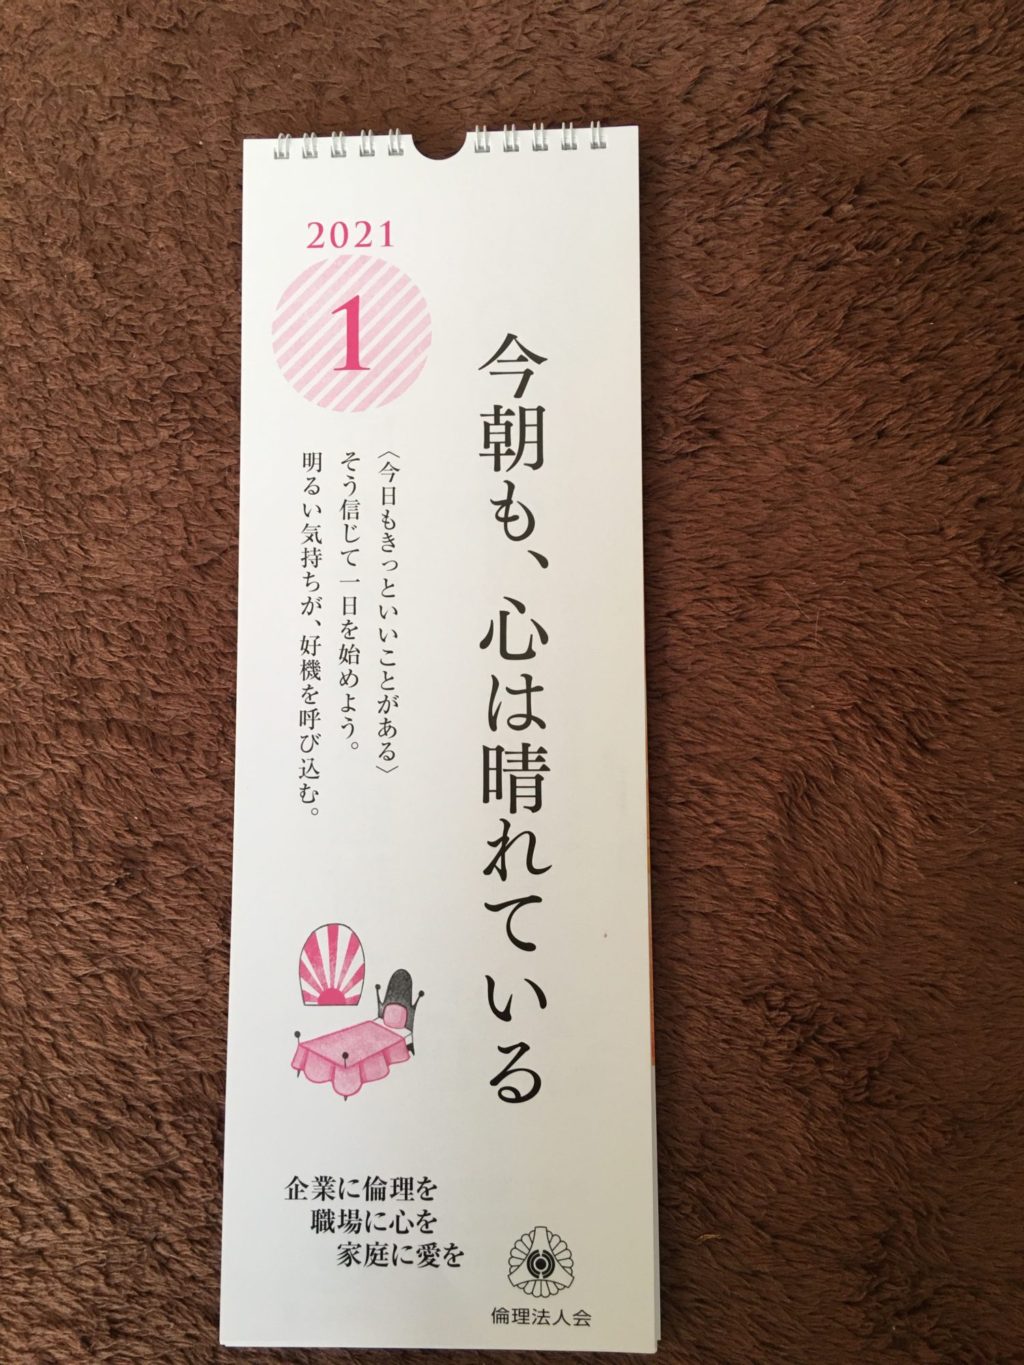 2021
1
今朝も、心は晴れている
〈今日もきっといいことがある〉
そう信じて一日を始めよう。
明るい気持ちが、好機を呼び込む。
企業に倫理を
職場に心を
家庭に愛を
倫理法人会